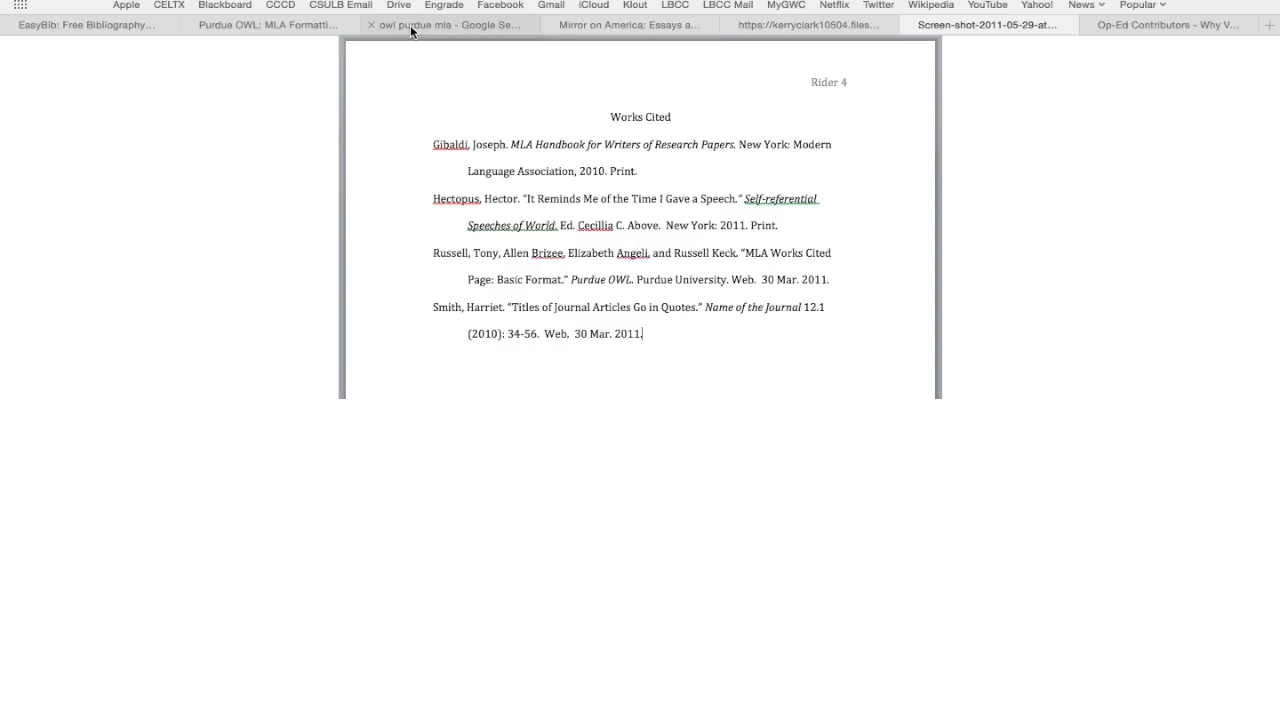 Apple CELTX Blackboard CCCD CSULB Email Drive Engrade Facebook Gmail iCloud Klout LBCC LBCC Mail MyGWC Netflix Twitter Wikipedia YouTube Yahoo! News Popular
EasyBib: Free Bibliography... Purdue OWL: MLA Formatti... owl purdue mla - Google Se... Mirror on America: Essays a... https://kerryclark10504.files... Screen-shot-2011-05-29-at... Op-Ed Contributors - Why V...
Rider 4
Works Cited
Gibaldi, Joseph. MLA Handbook for Writers of Research Papers. New York: Modern
Language Association, 2010. Print.
Hectopus, Hector. "It Reminds Me of the Time I Gave a Speech." Self-referential
Speeches of World. Ed. Cecillia C. Above. New York: 2011. Print.
Russell, Tony, Allen Brizee, Elizabeth Angeli, and Russell Keck. "MLA Works Cited
Page: Basic Format." Purdue OWL. Purdue University. Web. 30 Mar. 2011.
Smith, Harriet. "Titles of Journal Articles Go in Quotes." Name of the Journal 12.1
(2010): 34-56. Web. 30 Mar. 2011.